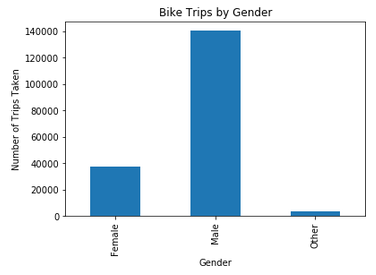 Bike Trips by Gender
Number of Trips Taken
140000
120000
100000
80000
60000
40000
20000
0
Female
Male
Other
Gender